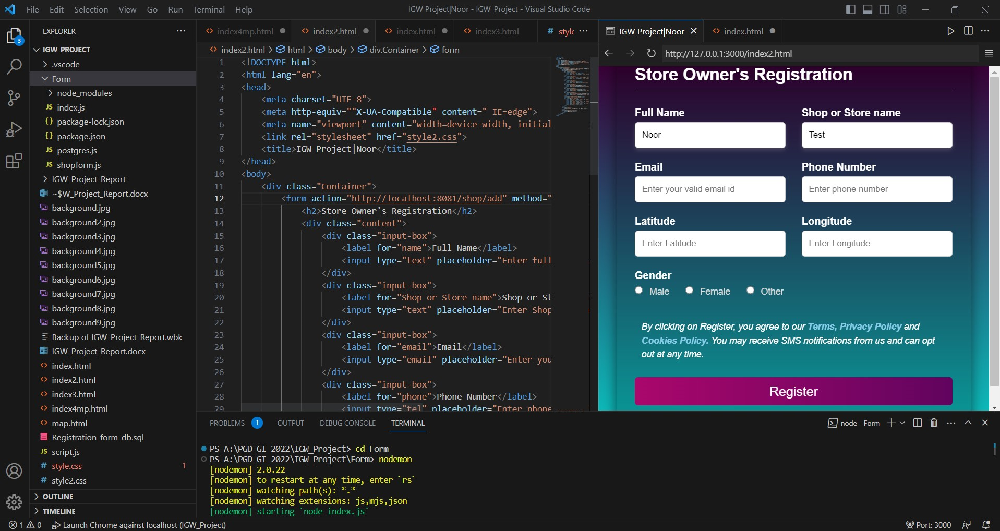 File Edit Selection View Go Run Terminal Help
IGW Project|Noor - IGW_Project - Visual Studio Code
3
EXPLORER
IGW_PROJECT
.vscode
Form
node_modules
JS index.js
{} package-lock.json
{} package.json
JS postgres.js
JS shopform.js
IGW_Project_Report
~$W_Project_Report.docx
background.jpg
background2.jpg
background3.jpg
background4.jpg
background5.jpg
background6.jpg
background7.jpg
background8.jpg
background9.jpg
Backup of IGW_Project_Report.wbk
IGW_Project_Report.docx
<> index.html
<> index2.html
<> index3.html
<> index4mp.html
<> map.html
Registration_form_db.sql
JS script.js
# style.css 1
# style2.css
OUTLINE
TIMELINE
<> index4mp.html <> index2.html <> index.html <> index3.html # style
<> index2.html > html > body > div.Container > form
1 <!DOCTYPE html>
2 <html lang="en">
3 <head>
4 <meta charset="UTF-8">
5 <meta http-equiv=""X-UA-Compatible" content=" IE=edge">
6 <meta name="viewport" content="width=device-width, initial
7 <link rel="stylesheet" href="style2.css">
8 <title>IGW Project|Noor</title>
9 </head>
10 <body>
11 <div class="Container">
12 <form action="http://localhost:8081/shop/add" method="
13 <h2>Store Owner's Registration</h2>
14 <div class="content">
15 <div class="input-box">
16 <label for="name">Full Name</label>
17 <input type="text" placeholder="Enter full
18 </div>
19 <div class="input-box">
20 <label for="Shop or Store name">Shop or St
21 <input type="text" placeholder="Enter Shop
22 </div>
23 <div class="input-box">
24 <label for="email">Email</label>
25 <input type="email" placeholder="Enter you
26 </div>
27 <div class="input-box">
28 <label for="phone">Phone Number</label>
29 <input type="tel" placeholder="Enter phone
IGW Project|Noor <> index.html
http://127.0.0.1:3000/index2.html
Store Owner's Registration
Full Name Shop or Store name
Noor Test
Email Phone Number
Enter your valid email id Enter phone number
Latitude Longitude
Enter Latitude Enter Longitude
Gender
Male Female Other
By clicking on Register, you agree to our Terms, Privacy Policy and
Cookies Policy. You may receive SMS notifications from us and can opt
out at any time.
Register
PROBLEMS 1 OUTPUT DEBUG CONSOLE TERMINAL
node - Form
PS A:\PGD GI 2022\IGW_Project> cd Form
PS A:\PGD GI 2022\IGW_Project\Form> nodemon
[nodemon] 2.0.22
[nodemon] to restart at any time, enter `rs`
[nodemon] watching path(s): *.*
[nodemon] watching extensions: js,mjs,json
[nodemon] starting `node index.js`
1 0 Launch Chrome against localhost (IGW_Project)
Port: 3000